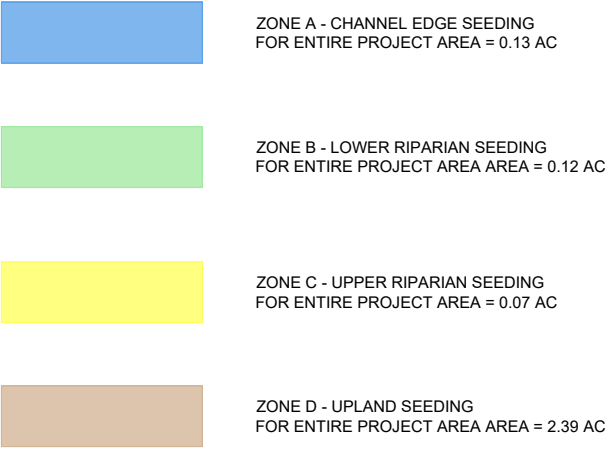 ZONE A - CHANNEL EDGE SEEDING
FOR ENTIRE PROJECT AREA = 0.13 AC
ZONE B - LOWER RIPARIAN SEEDING
FOR ENTIRE PROJECT AREA AREA = 0.12 AC
ZONE C - UPPER RIPARIAN SEEDING
FOR ENTIRE PROJECT AREA = 0.07 AC
ZONE D - UPLAND SEEDING
FOR ENTIRE PROJECT AREA AREA = 2.39 AC